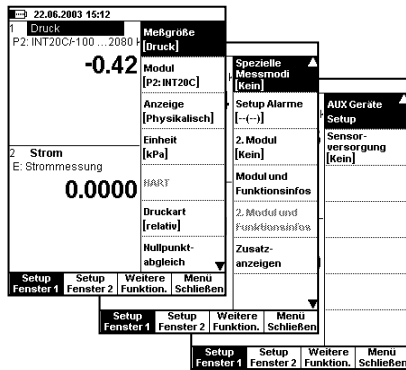 22.06.2003 15:12
1 Druck
P2: INT20C/-100 ...2080
-0.42
2 Strom
E: Strommessung
0.0000
Meßgröße
[Druck]
Modul
[P2: INT20C]
Anzeige
[Physikalisch]
Einheit
[kPa]
HART
Druckart
[relativ]
Nullpunkt-
abgleich
Setup Fenster 1 Setup Fenster 2 Weitere Funktion. Menü Schließen
Spezielle
Messmodi
[Kein]
Setup Alarme
[--(--)]
2. Modul
[Kein]
Modul und
Funktionsinfos
2. Modul und
Funktionsinfos
Zusatz-
anzeigen
Setup Fenster 1 Setup Fenster 2 Weitere Funktion. Menü Schließen
AUX Geräte
Setup
Sensor-
versorgung
[Kein]
Setup Fenster 1 Setup Fenster 2 Weitere Funktion. Menü Schließen